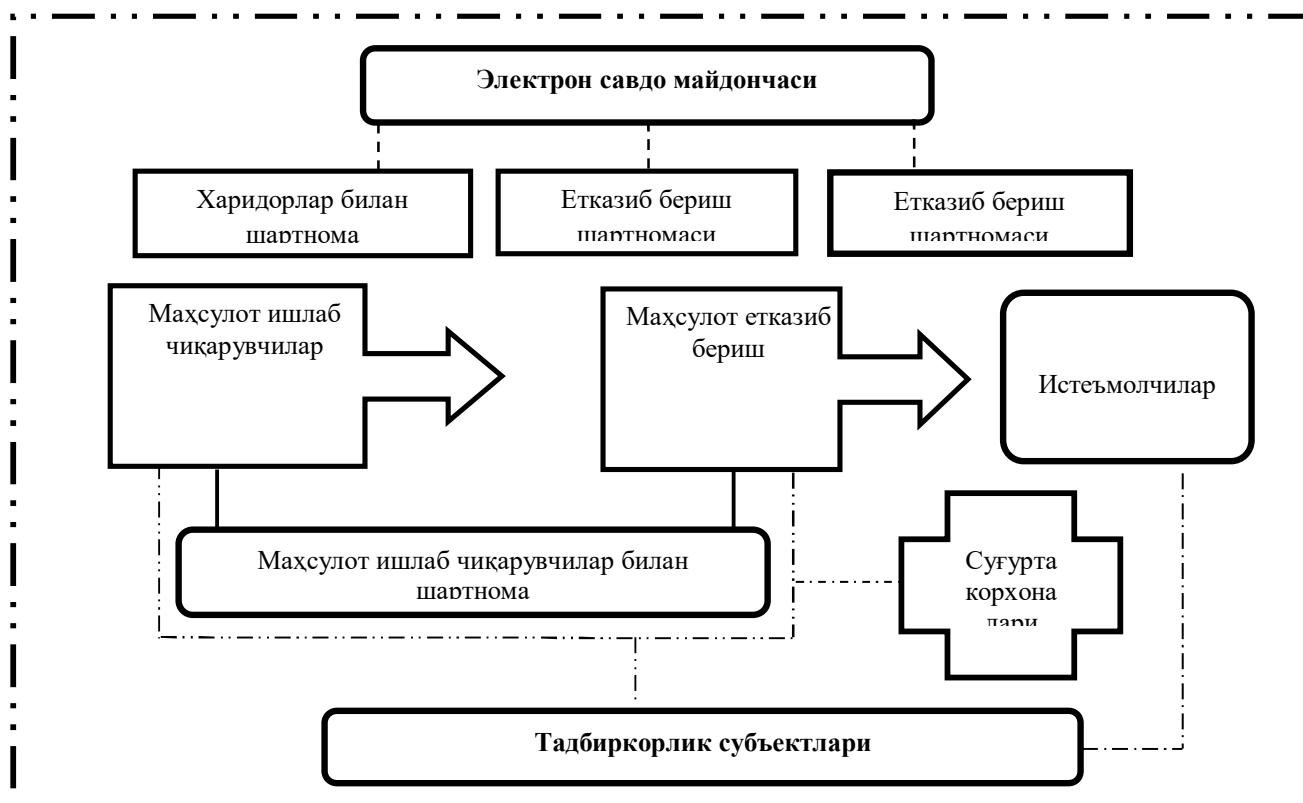 Электрон савдо майдончаси
Харидорлар билан
шартнома
Етказиб бериш
шартномаси
Етказиб бериш
шартномаси
Маҳсулот ишлаб
чиқарувчилар
Маҳсулот етказиб
бериш
Истеъмолчилар
Маҳсулот ишлаб чиқарувчилар билан
шартнома
Суғурта
корхона
лари
Тадбиркорлик субъектлари